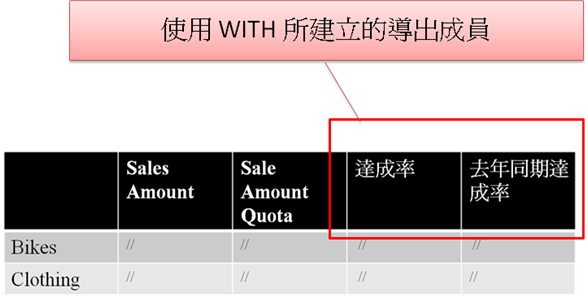 使用 WITH 所建立的導出成員
Sales Sale 達成率 去年同期達
Amount Amount 成率
Quota
Bikes // // // //
Clothing // // // //